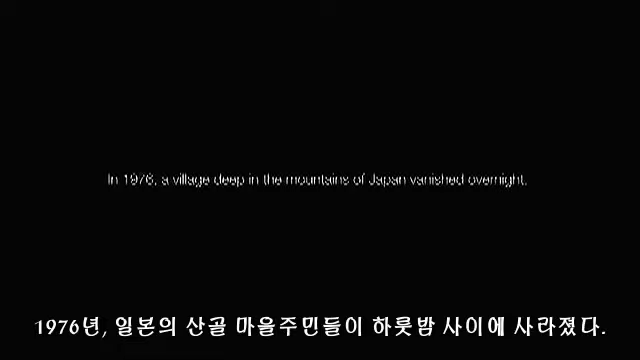 In 1976, a village deep in the mountains of Japan vanished overnight.
1976년, 일본의 산골 마을주민들이 하룻밤 사이에 사라졌다.